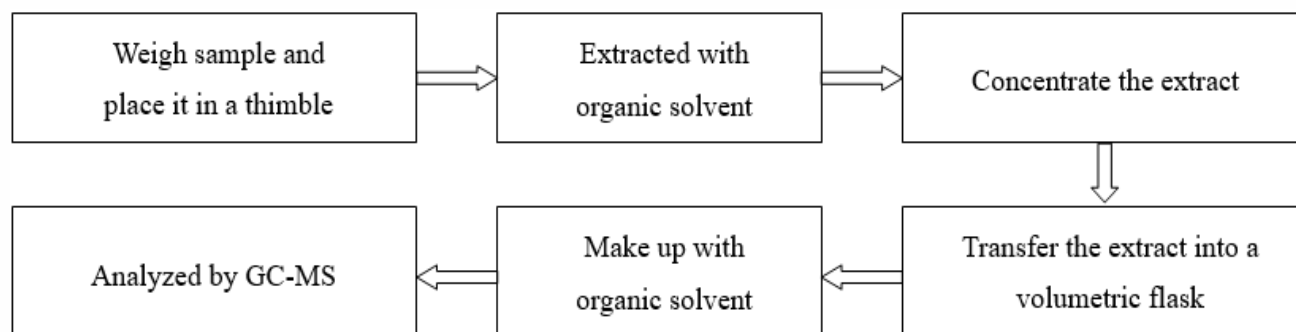 Weigh sample and
place it in a thimble
Extracted with
organic solvent
Concentrate the extract
Transfer the extract into a
volumetric flask
Make up with
organic solvent
Analyzed by GC-MS